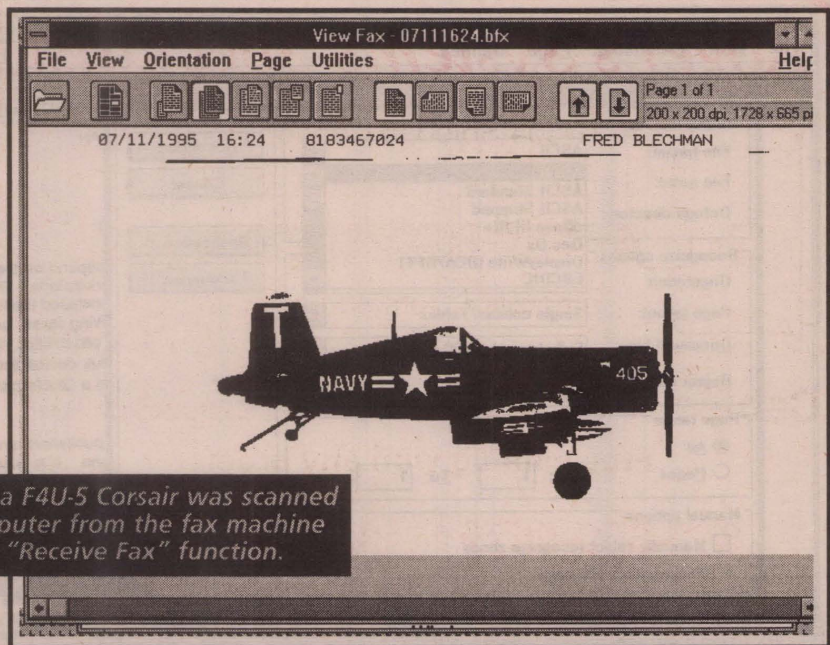 View Fax - 07111624.bfx
File View Orientation Page Utilities Help
Page 1 of 1
200 x 200 dpi, 1728 x 665 pi
07/11/1995 16:24 8183467024 FRED BLECHMAN
T
NAVY
405
a F4U-5 Corsair was scanned
puter from the fax machine
"Receive Fax" function.